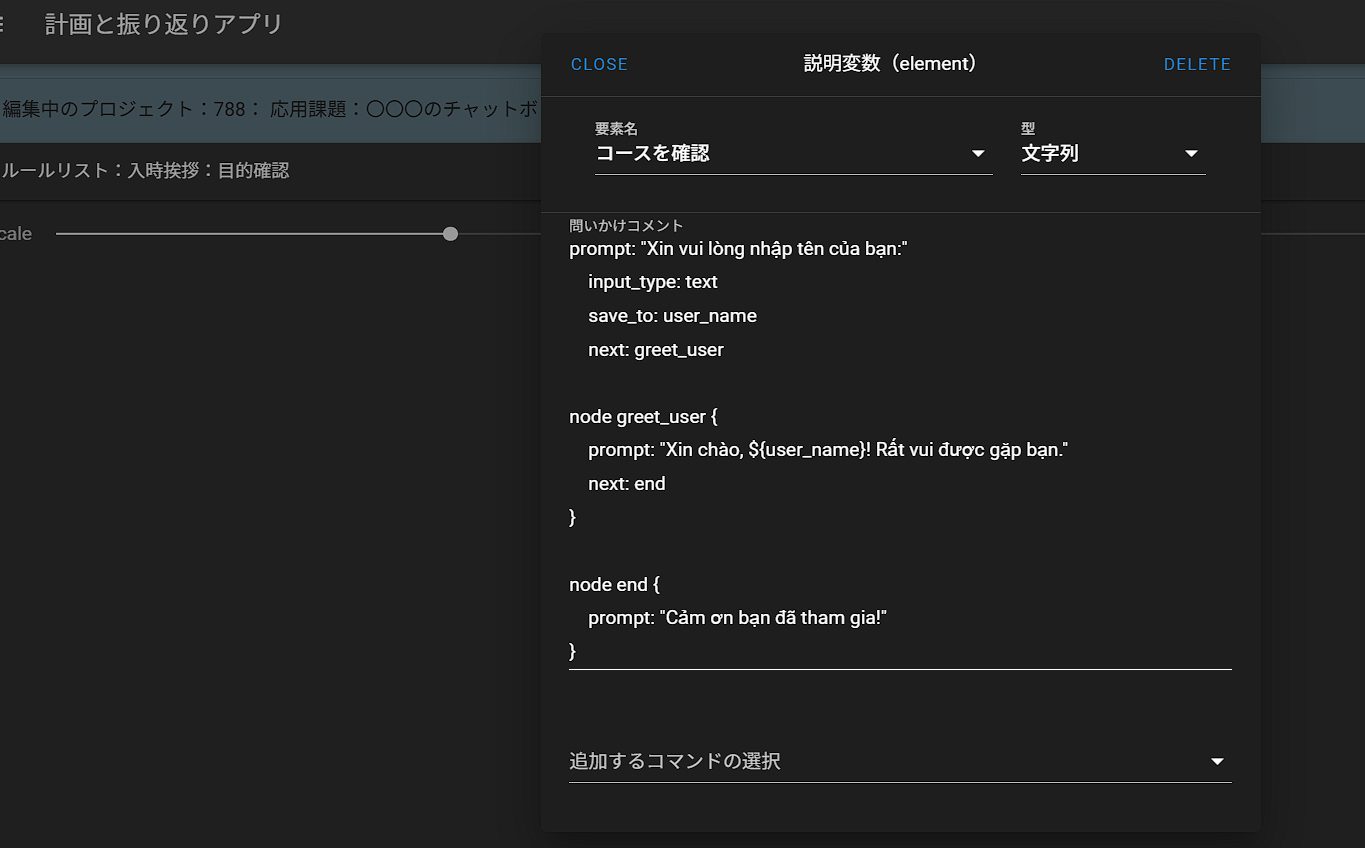 計画と振り返りアプリ
CLOSE
説明変数（element）
DELETE
編集中のプロジェクト：788： 応用課題：〇〇〇のチャットボ
要素名
コースを確認
型
文字列
ルールリスト：入時挨拶：目的確認
問いかけコメント
cale
prompt: "Xin vui lòng nhập tên của bạn:"
input_type: text
save_to: user_name
next: greet_user
node greet_user {
prompt: "Xin chào, ${user_name}! Rất vui được gặp bạn."
next: end
}
node end {
prompt: "Cảm ơn bạn đã tham gia!"
}
追加するコマンドの選択